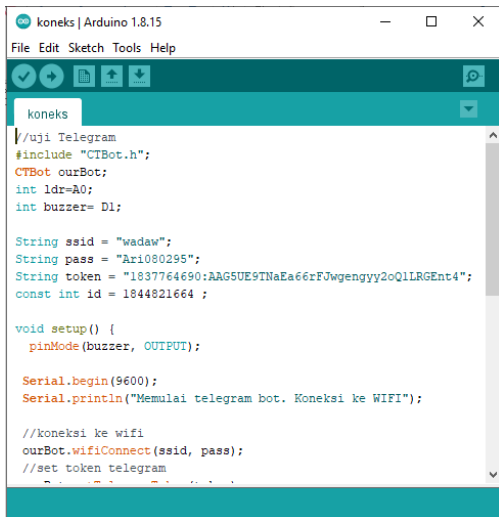 koneks | Arduino 1.8.15
File Edit Sketch Tools Help
koneks
//uji Telegram
#include "CTBot.h";
CTBot ourBot;
int ldr=A0;
int buzzer= D1;
String ssid = "wadaw";
String pass = "Ari080295";
String token = "1837764690:AAG5UE9TNaEa66rFJwgengyy2oQ1LRGEnt4";
const int id = 1844821664 ;
void setup() {
pinMode(buzzer, OUTPUT);
Serial.begin(9600);
Serial.println("Memulai telegram bot. Koneksi ke WIFI");
//koneksi ke wifi
ourBot.wifiConnect(ssid, pass);
//set token telegram